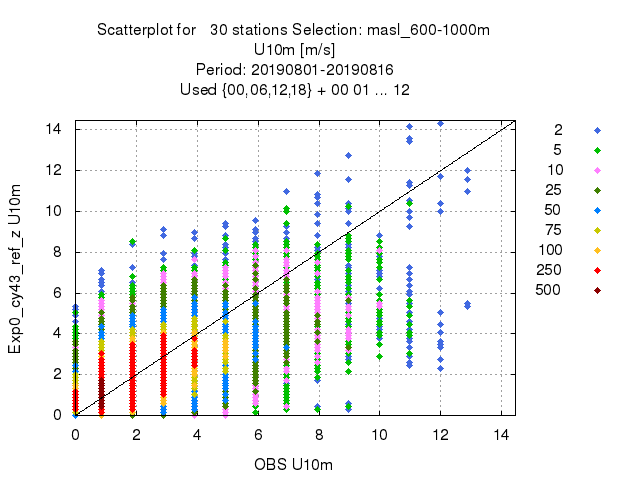 Scatterplot for   30 stations Selection: masl_600-1000m
U10m [m/s]
Period: 20190801-20190816
Used {00,06,12,18} + 00 01 ... 12
14
12
10
8
6
4
2
0
Exp0_cy43_ref_z U10m
0 2 4 6 8 10 12 14
OBS U10m
2
5
10
25
50
75
100
250
500